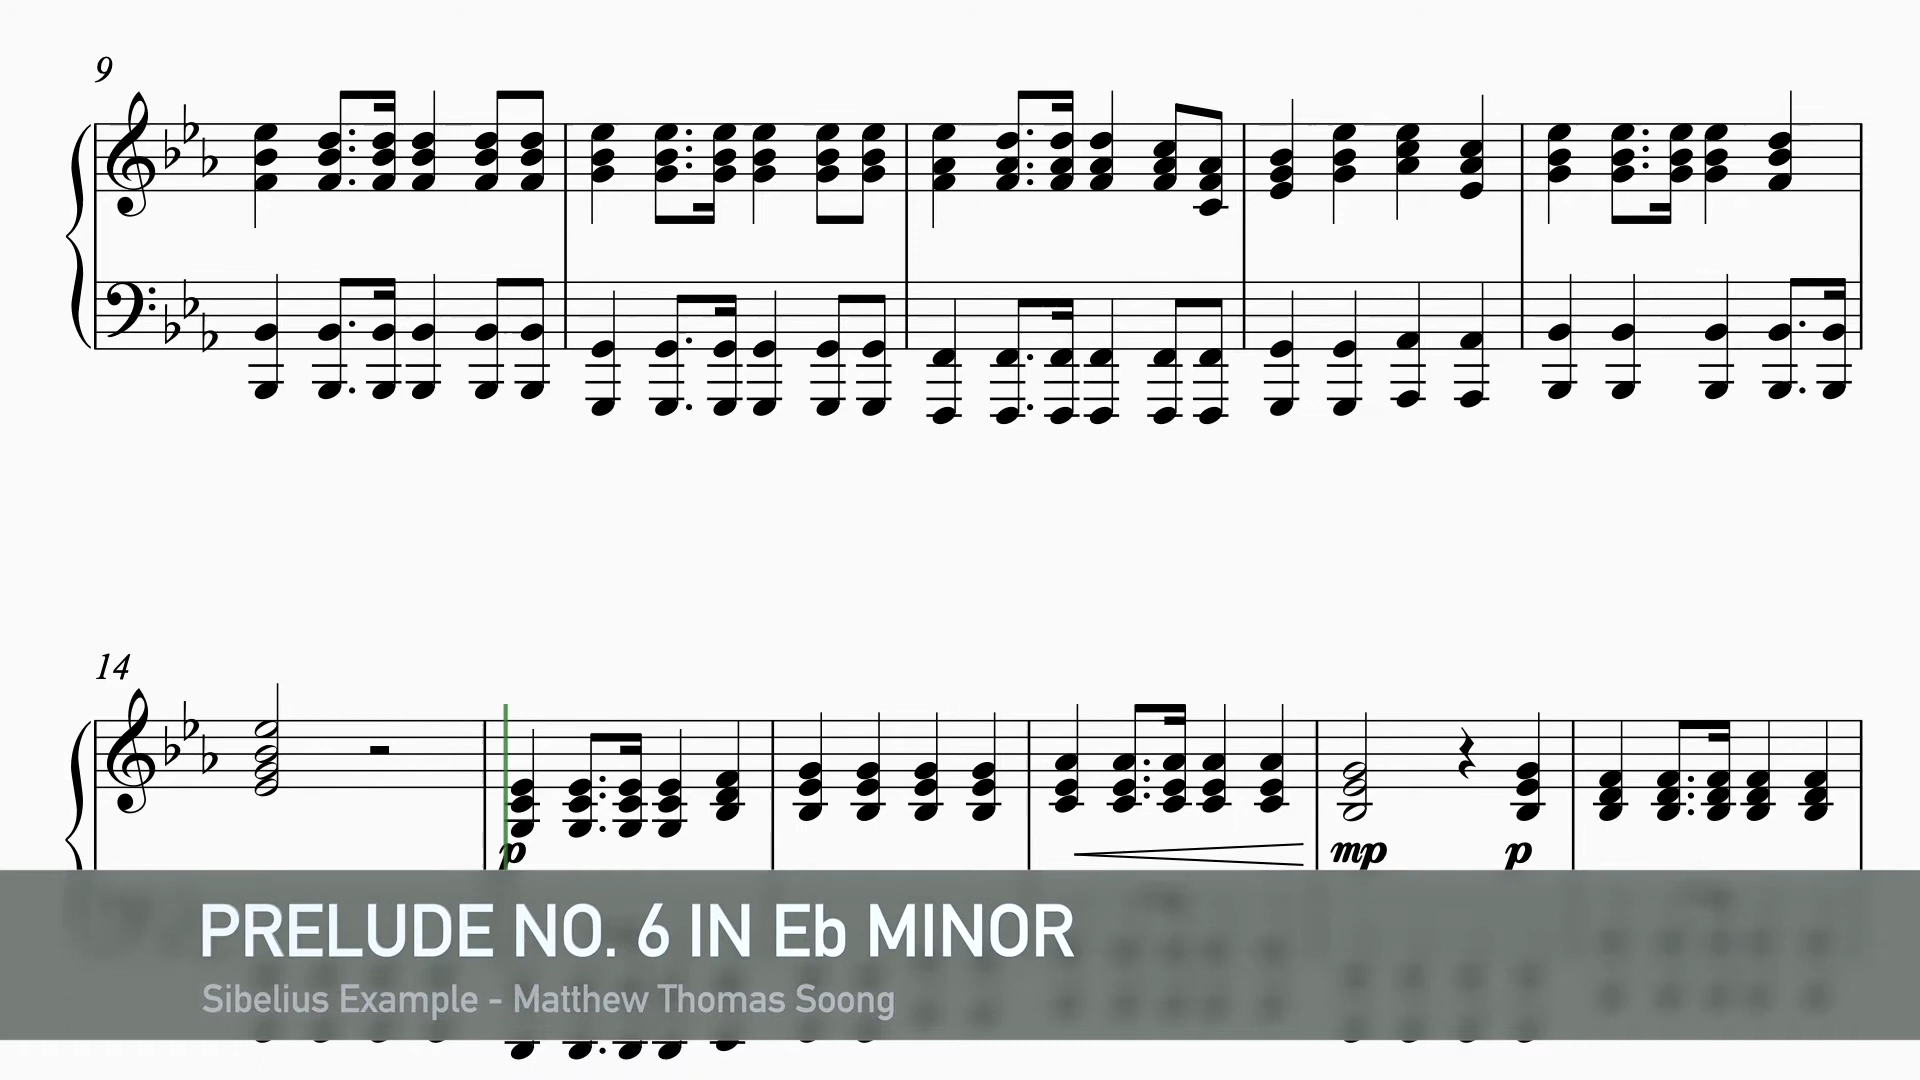 9
14
p
mp
p
PRELUDE NO. 6 IN Eb MINOR
Sibelius Example - Matthew Thomas Soong